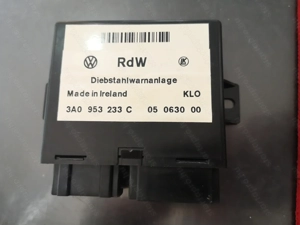 RdW
Diebstahlwarnanlage
Made in Ireland KLO
3A0 953 233 C 05 0630 00